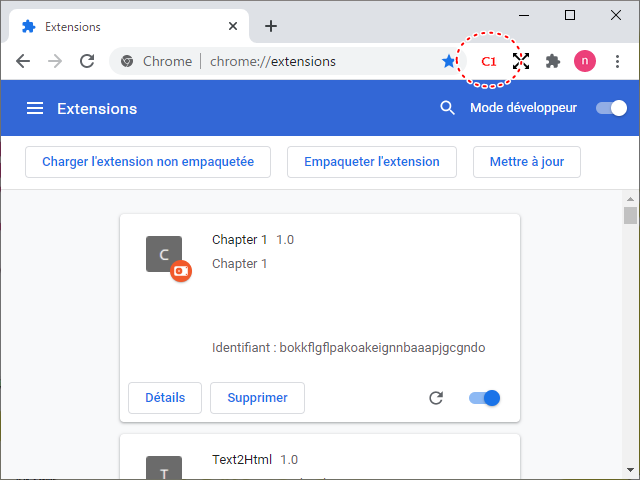 Extensions
Chrome | chrome://extensions
C1
n
Extensions
Mode développeur
Charger l'extension non empaquetée
Empaqueter l'extension
Mettre à jour
C
Chapter 1 1.0
Chapter 1
Identifiant : bokkflgflpakoakeignnbaaapjgcgndo
Détails
Supprimer
T
Text2Html 1.0